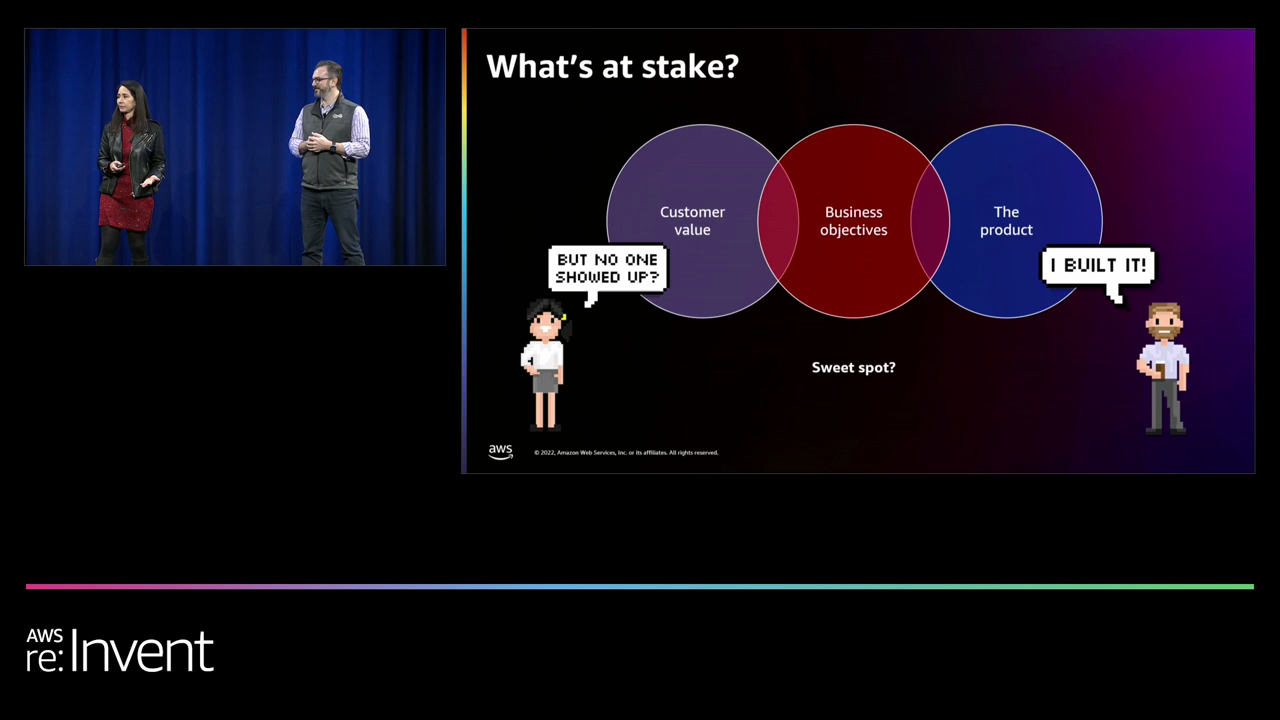 What's at stake?
Customer
value
Business
objectives
The
product
BUT NO ONE
SHOWED UP?
I BUILT IT!
Sweet spot?
aws
© 2022, Amazon Web Services, Inc. or its affiliates. All rights reserved.
AWS
re:Invent